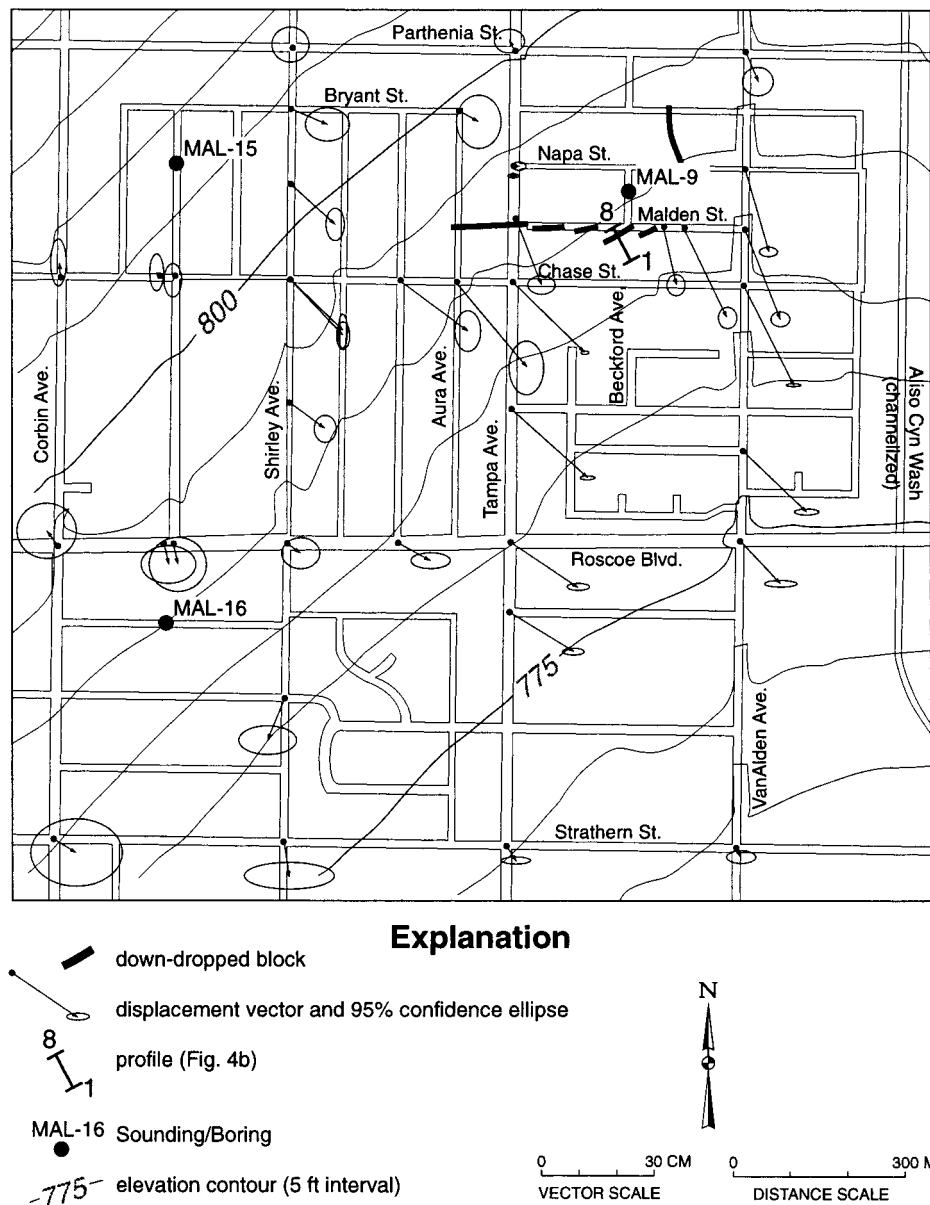 Parthenia St.
Bryant St.
MAL-15
Napa St.
MAL-9
8
Malden St.
1
Chase St.
800
Corbin Ave.
Shirley Ave.
Aura Ave.
Tampa Ave.
Beckford Ave.
Aliso Cyn Wash
(channelized)
Roscoe Blvd.
MAL-16
775
VanAlden Ave.
Strathern St.
Explanation
down-dropped block
displacement vector and 95% confidence ellipse
8
profile (Fig. 4b)
1
MAL-16 Sounding/Boring
-775- elevation contour (5 ft interval)
N
0 30 CM
VECTOR SCALE
0 300 M
DISTANCE SCALE